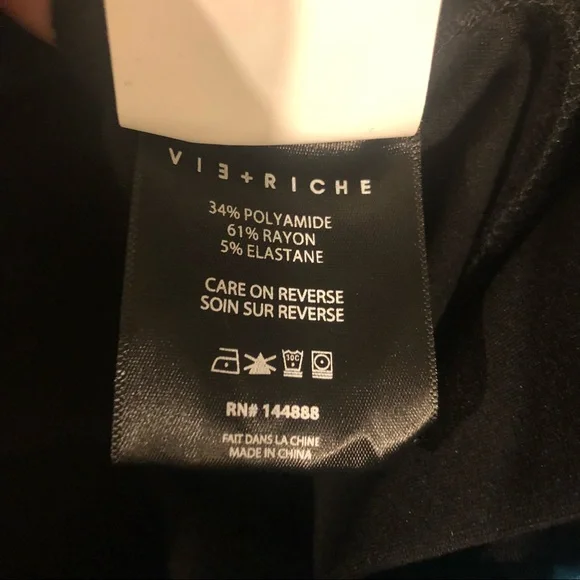 VIE+RICHE
34% POLYAMIDE
61% RAYON
5% ELASTANE
CARE ON REVERSE
SOIN SUR REVERSE
30C
RN# 144888
FAIT DANS LA CHINE
MADE IN CHINA